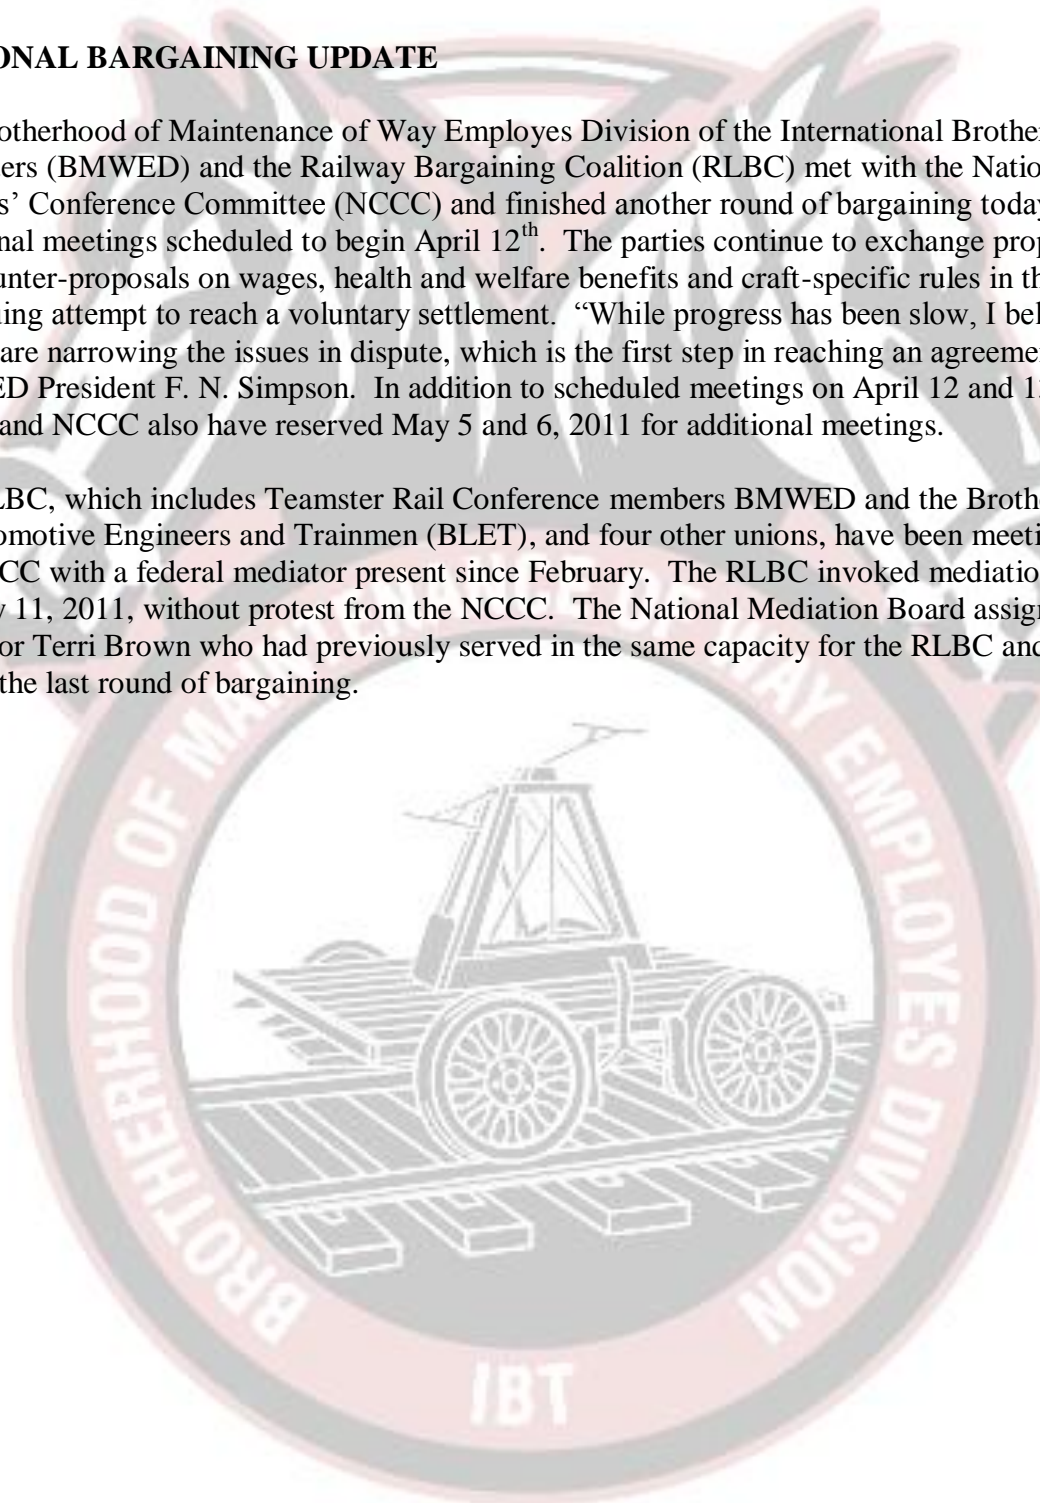 ONAL BARGAINING UPDATE
otherhood of Maintenance of Way Employes Division of the International Brother
ers (BMWED) and the Railway Bargaining Coalition (RLBC) met with the Natio
s’ Conference Committee (NCCC) and finished another round of bargaining today
nal meetings scheduled to begin April 12th. The parties continue to exchange prop
unter-proposals on wages, health and welfare benefits and craft-specific rules in th
ing attempt to reach a voluntary settlement. “While progress has been slow, I bel
are narrowing the issues in dispute, which is the first step in reaching an agreeme
ED President F. N. Simpson. In addition to scheduled meetings on April 12 and 1
and NCCC also have reserved May 5 and 6, 2011 for additional meetings.
LBC, which includes Teamster Rail Conference members BMWED and the Brothe
omotive Engineers and Trainmen (BLET), and four other unions, have been meeti
CC with a federal mediator present since February. The RLBC invoked mediatio
y 11, 2011, without protest from the NCCC. The National Mediation Board assign
or Terri Brown who had previously served in the same capacity for the RLBC and
the last round of bargaining.
BROTHERHOOD OF MAINTENANCE OF WAY EMPLOYES DIVISION
IBT